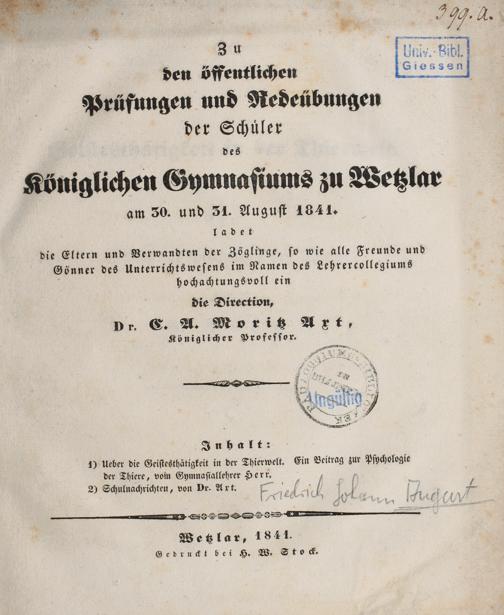 399.a.
Univ.-Bibl.
Giessen
Zu
den öffentlichen
Prüfungen und Redeübungen
der Schüler
des
Königlichen Gymnasiums zu Wetzlar
am 30. und 31. August 1841.
ladet
die Eltern und Verwandten der Zöglinge, so wie alle Freunde und
Gönner des Unterrichtswesens im Namen des Lehrercollegiums
hochachtungsvoll ein
die Direction,
Dr. C. A. Moritz Axt,
Königlicher Professor.
Ungültig
Inhalt:
1) Ueber die Geistesthätigkeit in der Thierwelt. Ein Beitrag zur Psychologie
der Thiere, vom Gymnasiallehrer Herr.
2) Schulnachrichten, von Dr. Axt.
Friedrich Johann August
Wetzlar, 1841.
Gedruckt bei H. W. Stock.